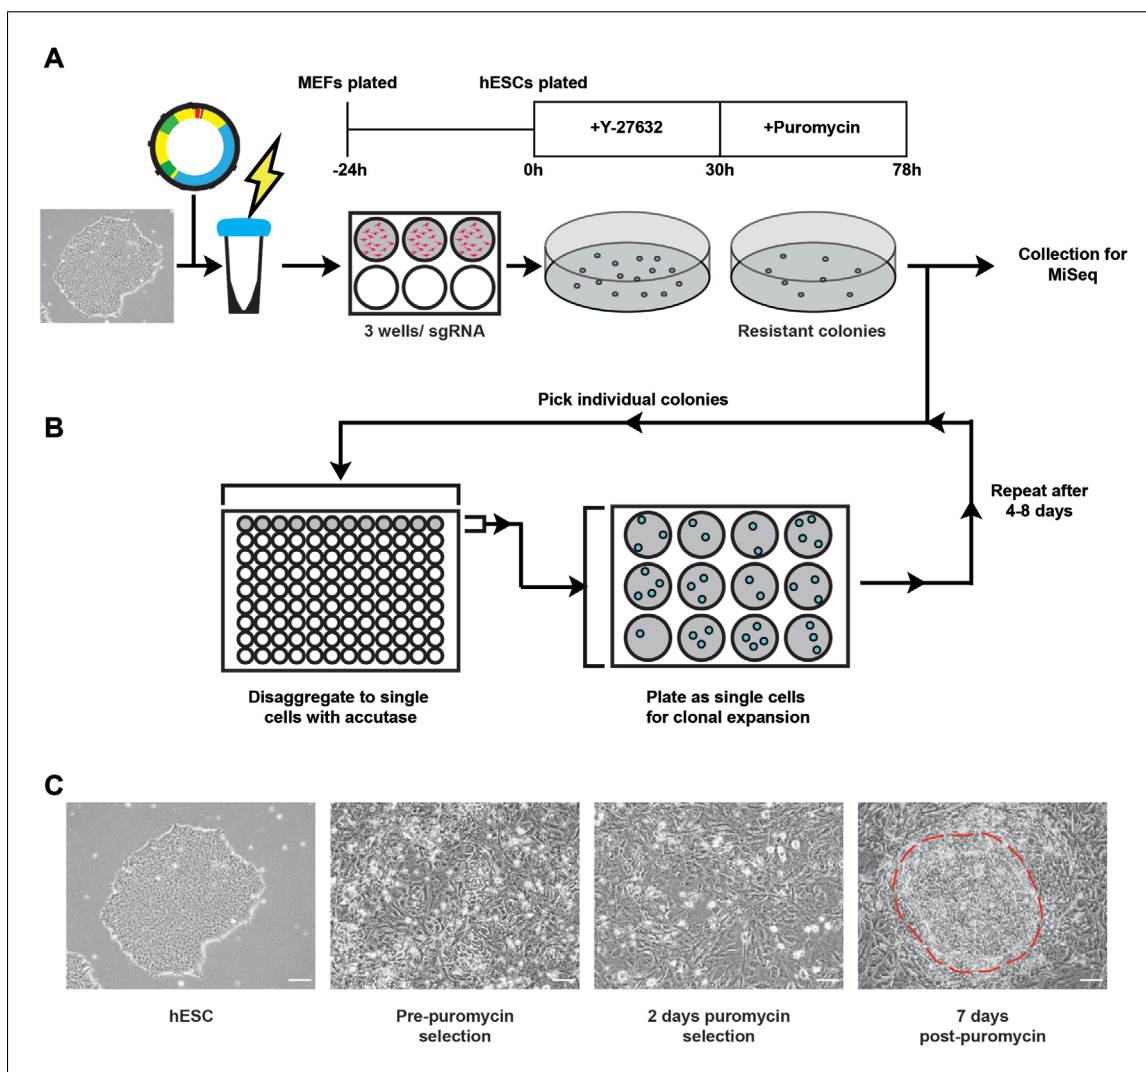 A
MEFs plated
hESCs plated
+Y-27632
+Puromycin
-24h
0h
30h
78h
3 wells/ sgRNA
Resistant colonies
Collection for
MiSeq
Pick individual colonies
B
Repeat after
4-8 days
Disaggregate to single
cells with accutase
Plate as single cells
for clonal expansion
C
hESC
Pre-puromycin
selection
2 days puromycin
selection
7 days
post-puromycin